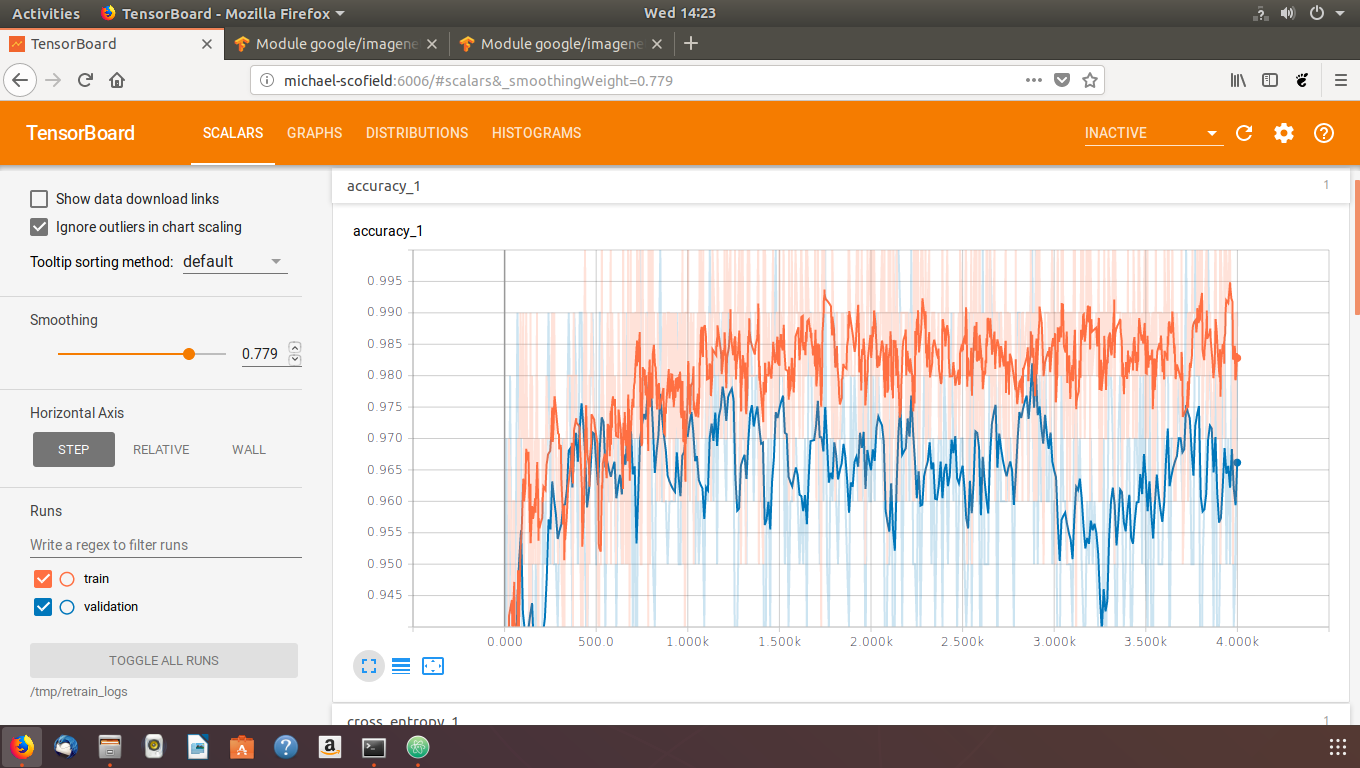 Activities TensorBoard - Mozilla Firefox Wed 14:23
TensorBoard Module google/imagene Module google/imagene
michael-scofield:6006/#scalars&_smoothingWeight=0.779
TensorBoard SCALARS GRAPHS DISTRIBUTIONS HISTOGRAMS INACTIVE
Show data download links
Ignore outliers in chart scaling
Tooltip sorting method: default
Smoothing
0.779
Horizontal Axis
STEP RELATIVE WALL
Runs
Write a regex to filter runs
train
validation
TOGGLE ALL RUNS
/tmp/retrain_logs
accuracy_1 1
accuracy_1
0.995
0.990
0.985
0.980
0.975
0.970
0.965
0.960
0.955
0.950
0.945
0.000 500.0 1.000k 1.500k 2.000k 2.500k 3.000k 3.500k 4.000k
cross_entropy_1 1